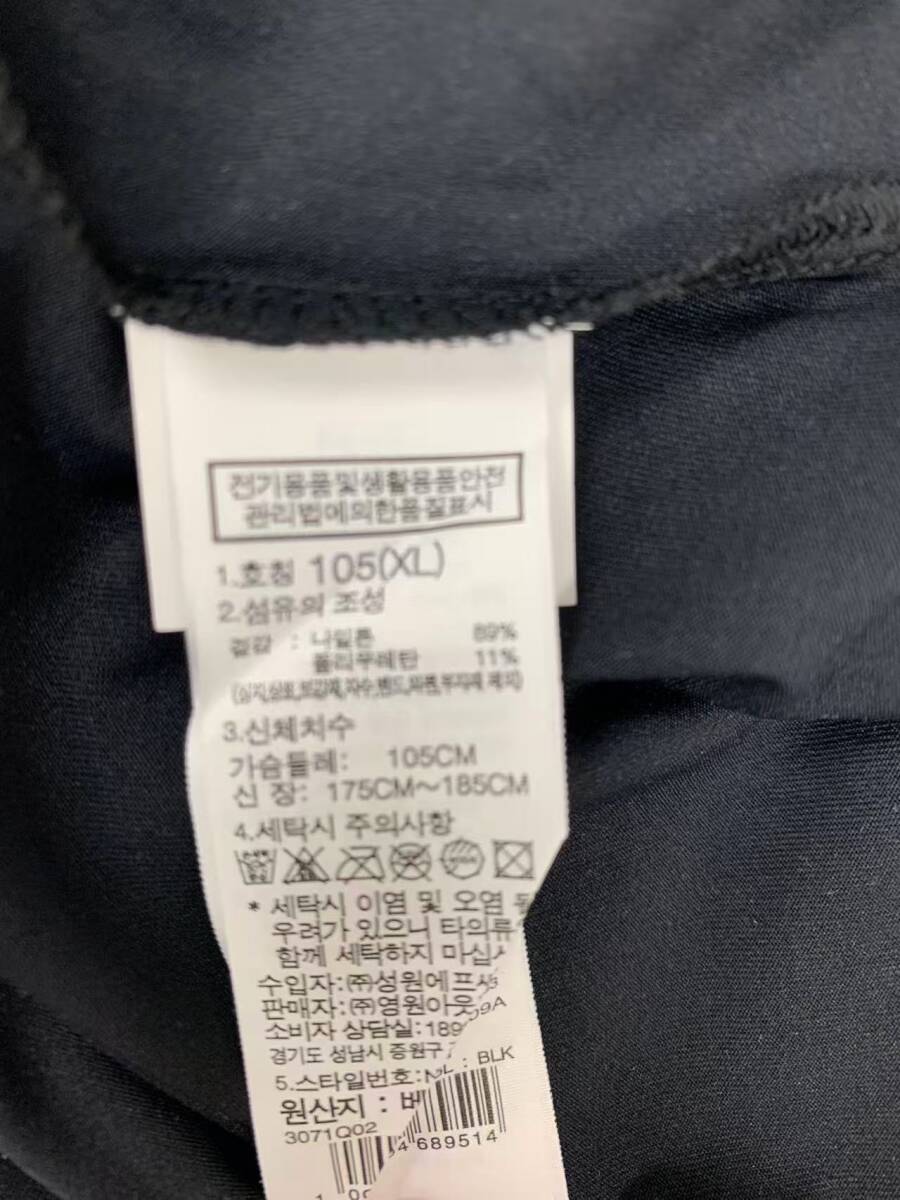 전기용품및생활용품안전
관리법에의한품질표시
1.호칭 105(XL)
2.섬유의 조성
겉감 : 나일론 89%
폴리우레탄 11%
3.신체치수
가슴둘레: 105CM
신 장: 175CM~185CM
4.세탁시 주의사항
* 세탁시 이염 및 오염
우려가 있으니 타의류
함께 세탁하지 마십시
수입자:㈜성원에프
판매자:㈜영원아웃
소비자 상담실:189
경기도 성남시 중원구
5.스타일번호: BLK
원산지 : 베
3071Q02
4689514